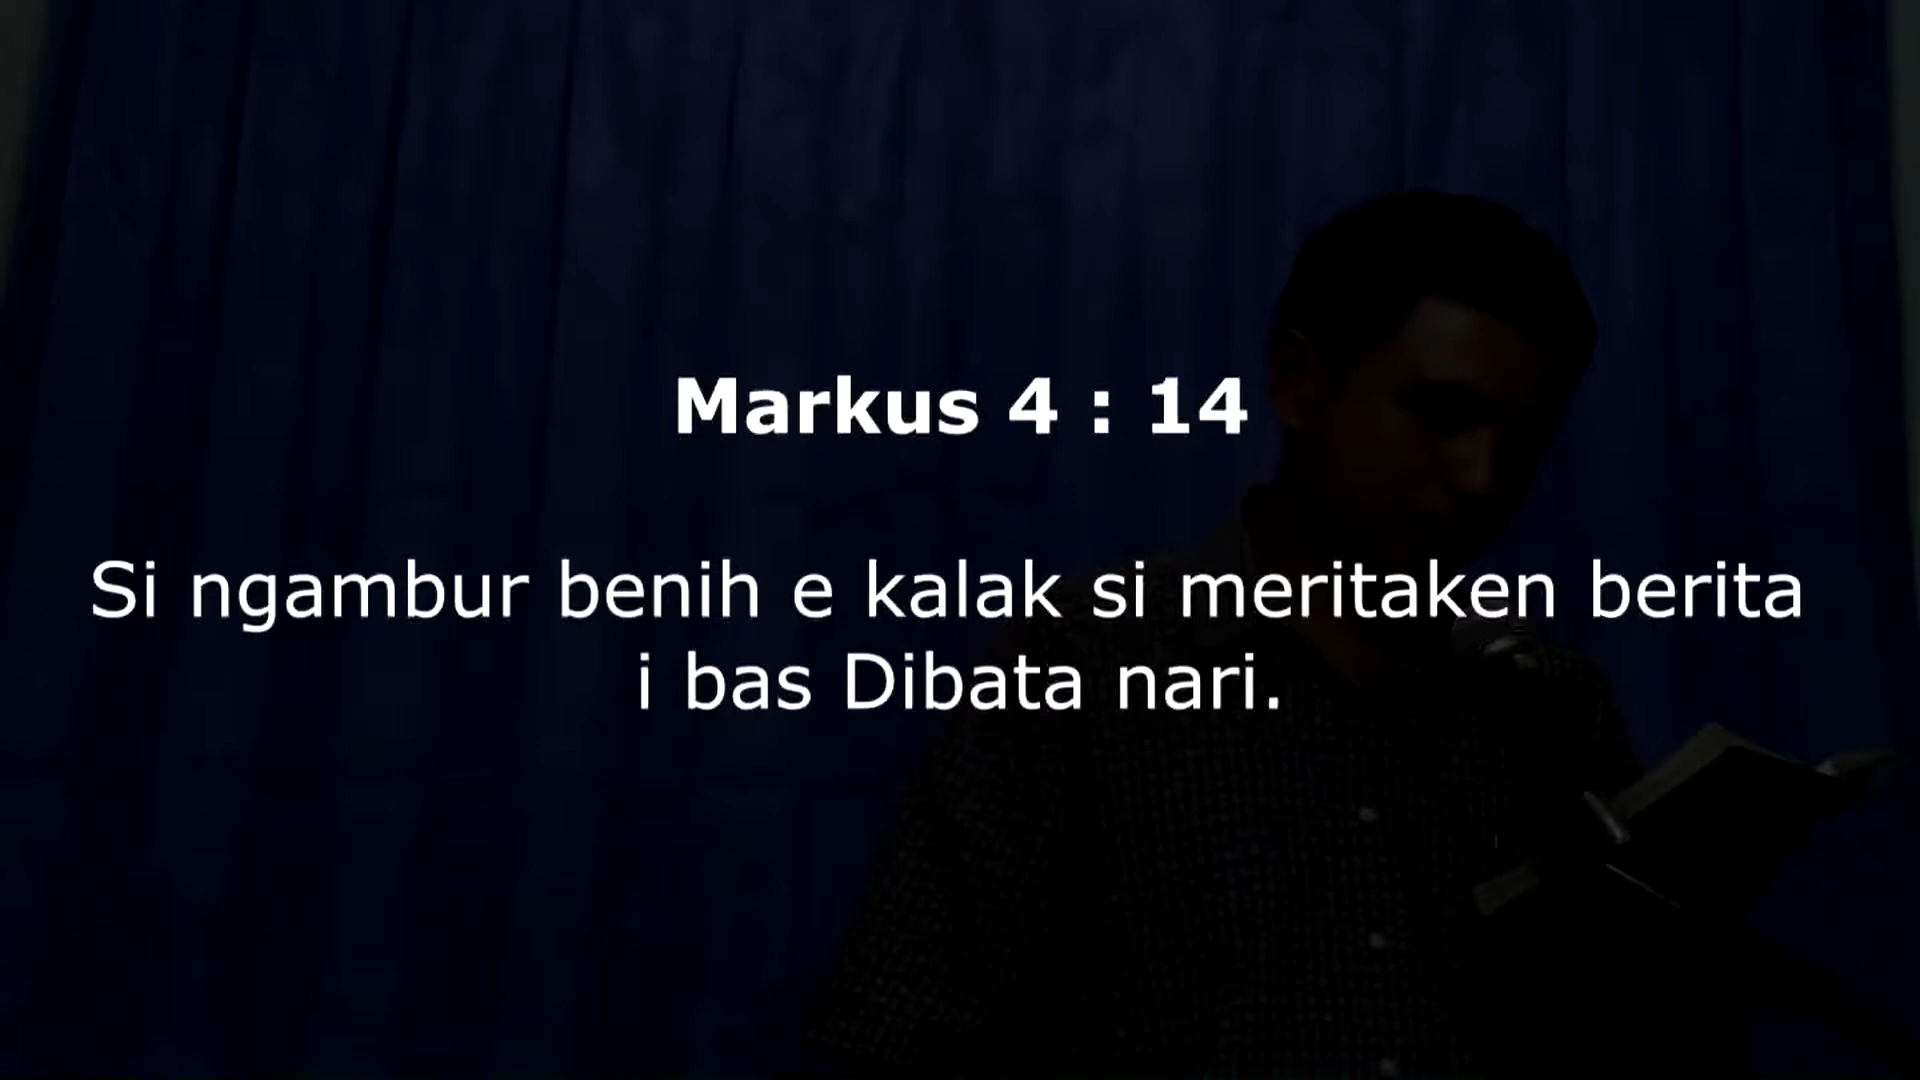 Markus 4 : 14
Si ngambur benih e kalak si meritaken berita
i bas Dibata nari.